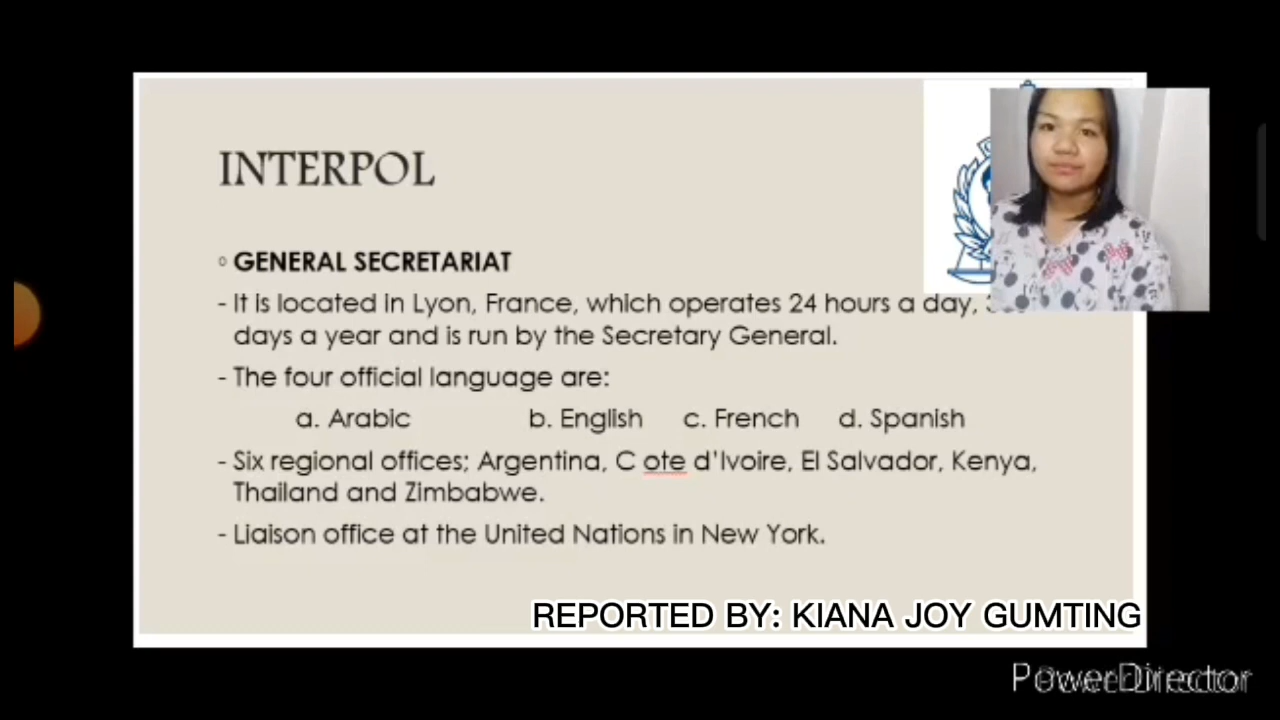 INTERPOL
◦ GENERAL SECRETARIAT
- It is located in Lyon, France, which operates 24 hours a day,
days a year and is run by the Secretary General.
- The four official language are:
a. Arabic b. English c. French d. Spanish
- Six regional offices; Argentina, C ote d'Ivoire, El Salvador, Kenya,
Thailand and Zimbabwe.
- Liaison office at the United Nations in New York.
REPORTED BY: KIANA JOY GUMTING
PowerDirector